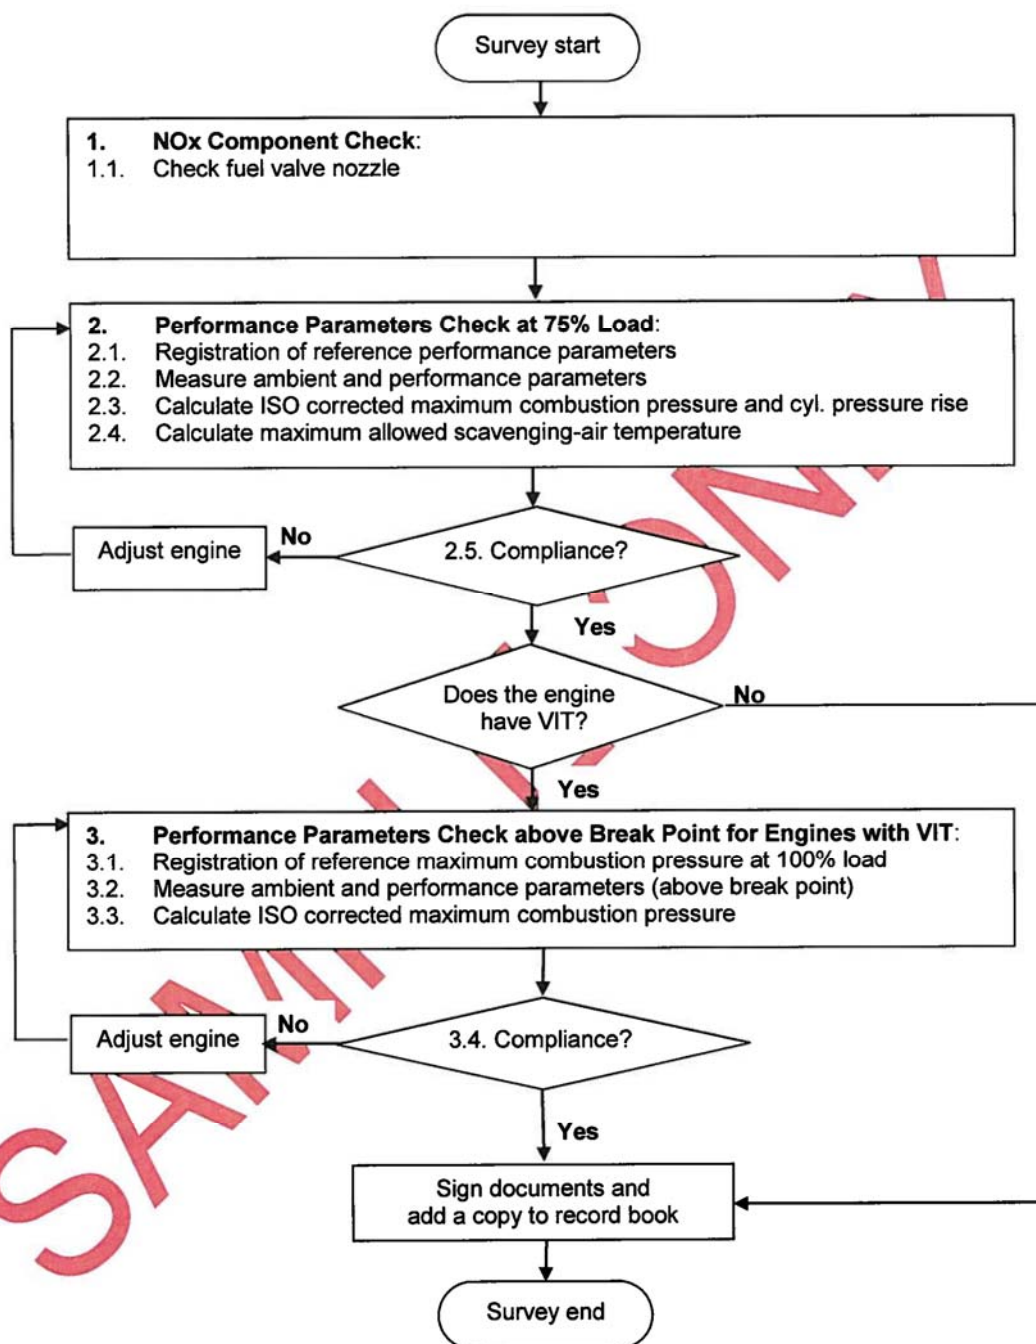 Survey start
1. NOx Component Check:
1.1. Check fuel valve nozzle
2. Performance Parameters Check at 75% Load:
2.1. Registration of reference performance parameters
2.2. Measure ambient and performance parameters
2.3. Calculate ISO corrected maximum combustion pressure and cyl. pressure rise
2.4. Calculate maximum allowed scavenging-air temperature
Adjust engine
No
2.5. Compliance?
Yes
Does the engine
have VIT?
No
Yes
3. Performance Parameters Check above Break Point for Engines with VIT:
3.1. Registration of reference maximum combustion pressure at 100% load
3.2. Measure ambient and performance parameters (above break point)
3.3. Calculate ISO corrected maximum combustion pressure
Adjust engine
No
3.4. Compliance?
Yes
Sign documents and
add a copy to record book
Survey end